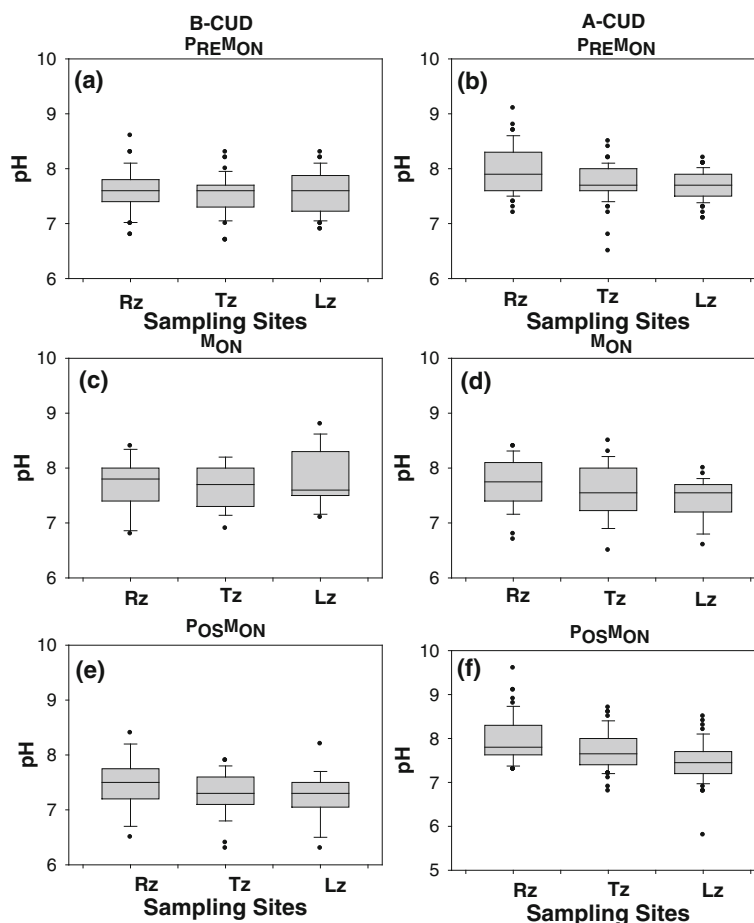 B-CUD
PREMON
(a)
pH
10
9
8
7
6
Rz Tz Lz
Sampling Sites
A-CUD
PREMON
(b)
pH
10
9
8
7
6
Rz Tz Lz
Sampling Sites
MON
(c)
pH
10
9
8
7
6
Rz Tz Lz
MON
(d)
pH
10
9
8
7
6
Rz Tz Lz
POSMON
(e)
pH
10
9
8
7
6
Rz Tz Lz
Sampling Sites
POSMON
(f)
pH
10
9
8
7
6
5
Rz Tz Lz
Sampling Sites